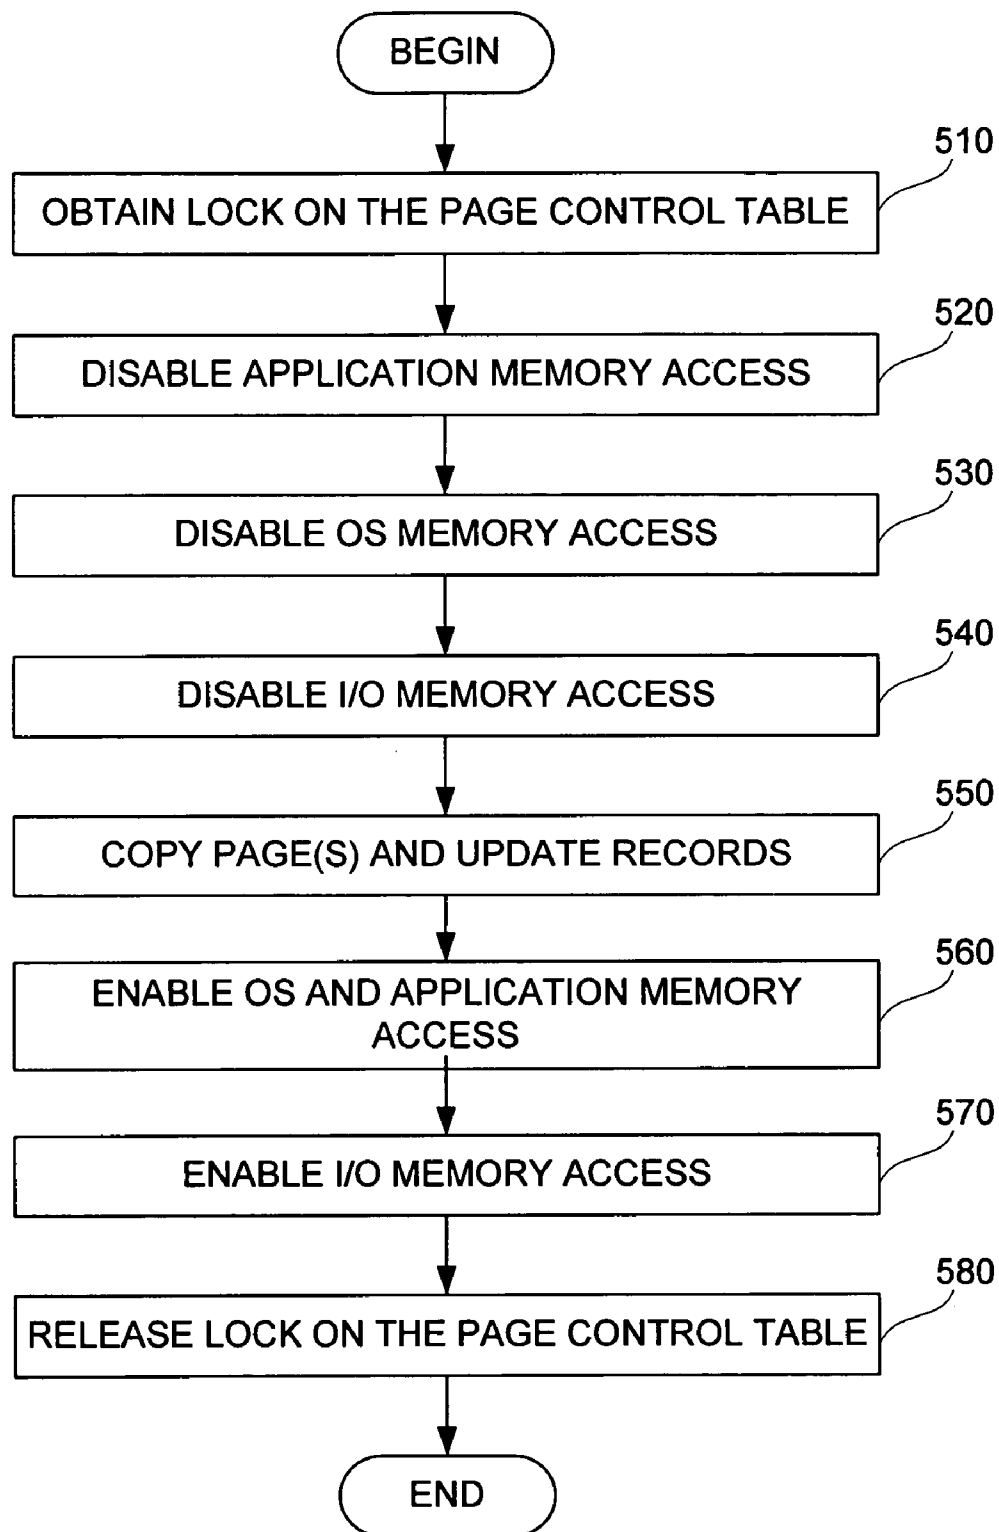 BEGIN
510
OBTAIN LOCK ON THE PAGE CONTROL TABLE
520
DISABLE APPLICATION MEMORY ACCESS
530
DISABLE OS MEMORY ACCESS
540
DISABLE I/O MEMORY ACCESS
550
COPY PAGE(S) AND UPDATE RECORDS
560
ENABLE OS AND APPLICATION MEMORY
ACCESS
570
ENABLE I/O MEMORY ACCESS
580
RELEASE LOCK ON THE PAGE CONTROL TABLE
END